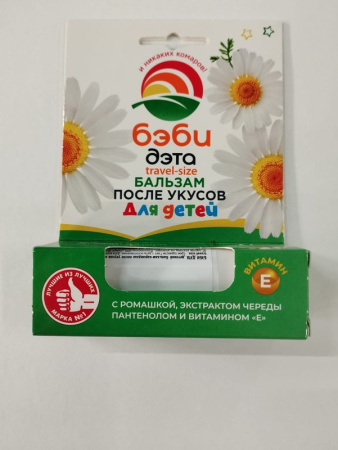 и никаких комаров!
бэби
дэта
travel-size
БАЛЬЗАМ
ПОСЛЕ УКУСОВ
Для детей
ЛУЧШИЕ ИЗ ЛУЧШИХ
МАРКА №1
ВИТАМИН
Е
С РОМАШКОЙ, ЭКСТРАКТОМ ЧЕРЕДЫ
ПАНТЕНОЛОМ И ВИТАМИНОМ «Е»